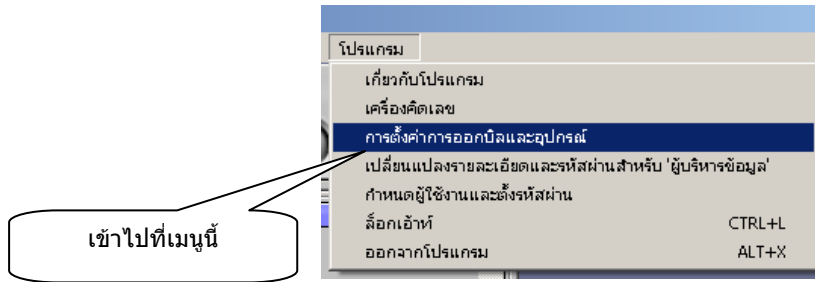 โปรแกรม
เกี่ยวกับโปรแกรม
เครื่องคิดเลข
การตั้งค่าการออกบิลและอุปกรณ์
เปลี่ยนแปลงรายละเอียดและรหัสผ่านสำหรับ 'ผู้บริหารข้อมูล'
กำหนดผู้ใช้งานและตั้งรหัสผ่าน
ล็อกเอ้าท์ CTRL+L
ออกจากโปรแกรม ALT+X
เข้าไปที่เมนูนี้